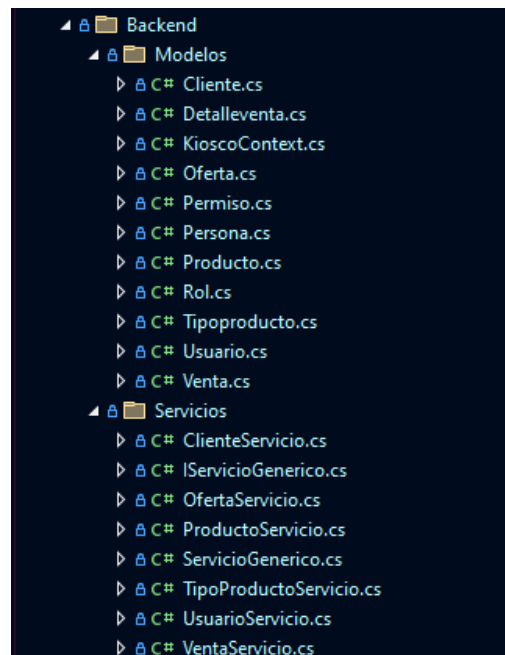 Backend
Modelos
C# Cliente.cs
C# Detalleventa.cs
C# KioscoContext.cs
C# Oferta.cs
C# Permiso.cs
C# Persona.cs
C# Producto.cs
C# Rol.cs
C# Tipoproducto.cs
C# Usuario.cs
C# Venta.cs
Servicios
C# ClienteServicio.cs
C# IServicioGenerico.cs
C# OfertaServicio.cs
C# ProductoServicio.cs
C# ServicioGenerico.cs
C# TipoProductoServicio.cs
C# UsuarioServicio.cs
C# VentaServicio.cs